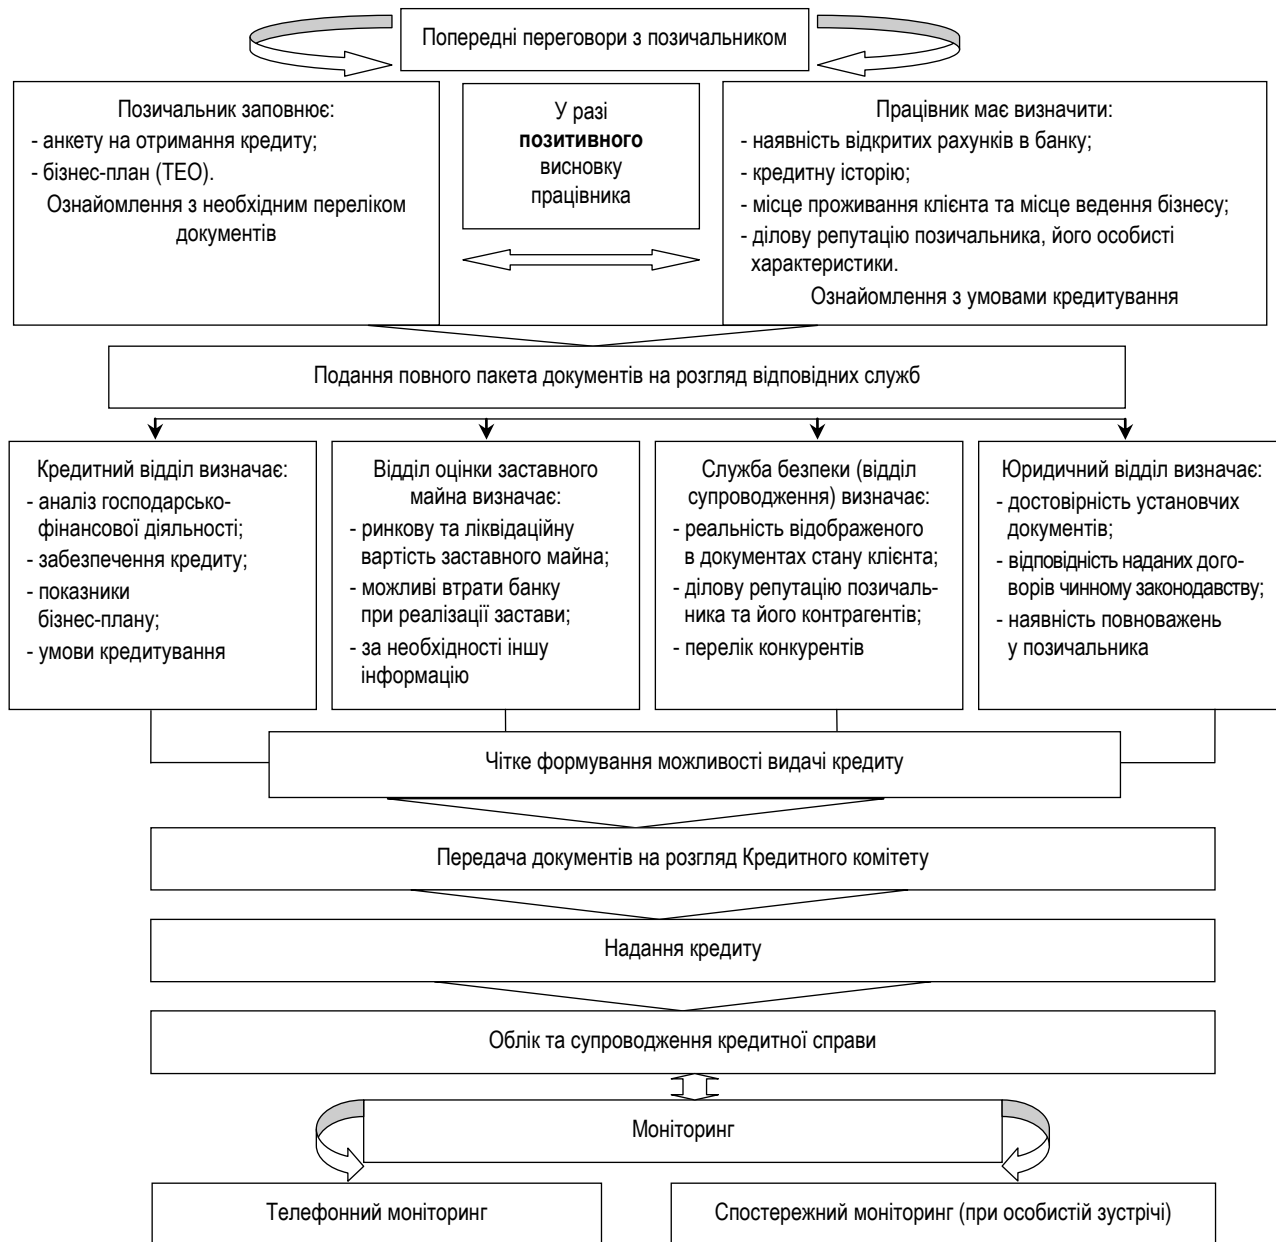 Попередні переговори з позичальником
Позичальник заповнює:
- анкету на отримання кредиту;
- бізнес-план (ТЕО).
Ознайомлення з необхідним переліком
документів
У разі
позитивного
висновку
працівника
Працівник має визначити:
- наявність відкритих рахунків в банку;
- кредитну історію;
- місце проживання клієнта та місце ведення бізнесу;
- ділову репутацію позичальника, його особисті
характеристики.
Ознайомлення з умовами кредитування
Подання повного пакета документів на розгляд відповідних служб
Кредитний відділ визначає:
- аналіз господарсько-
фінансової діяльності;
- забезпечення кредиту;
- показники
бізнес-плану;
- умови кредитування
Відділ оцінки заставного
майна визначає:
- ринкову та ліквідаційну
вартість заставного майна;
- можливі втрати банку
при реалізації застави;
- за необхідності іншу
інформацію
Служба безпеки (відділ
супроводження) визначає:
- реальність відображеного
в документах стану клієнта;
- ділову репутацію позичаль-
ника та його контрагентів;
- перелік конкурентів
Юридичний відділ визначає:
- достовірність установчих
документів;
- відповідність наданих дого-
ворів чинному законодавству;
- наявність повноважень
у позичальника
Чітке формування можливості видачі кредиту
Передача документів на розгляд Кредитного комітету
Надання кредиту
Облік та супроводження кредитної справи
Моніторинг
Телефонний моніторинг
Спостережний моніторинг (при особистій зустрічі)